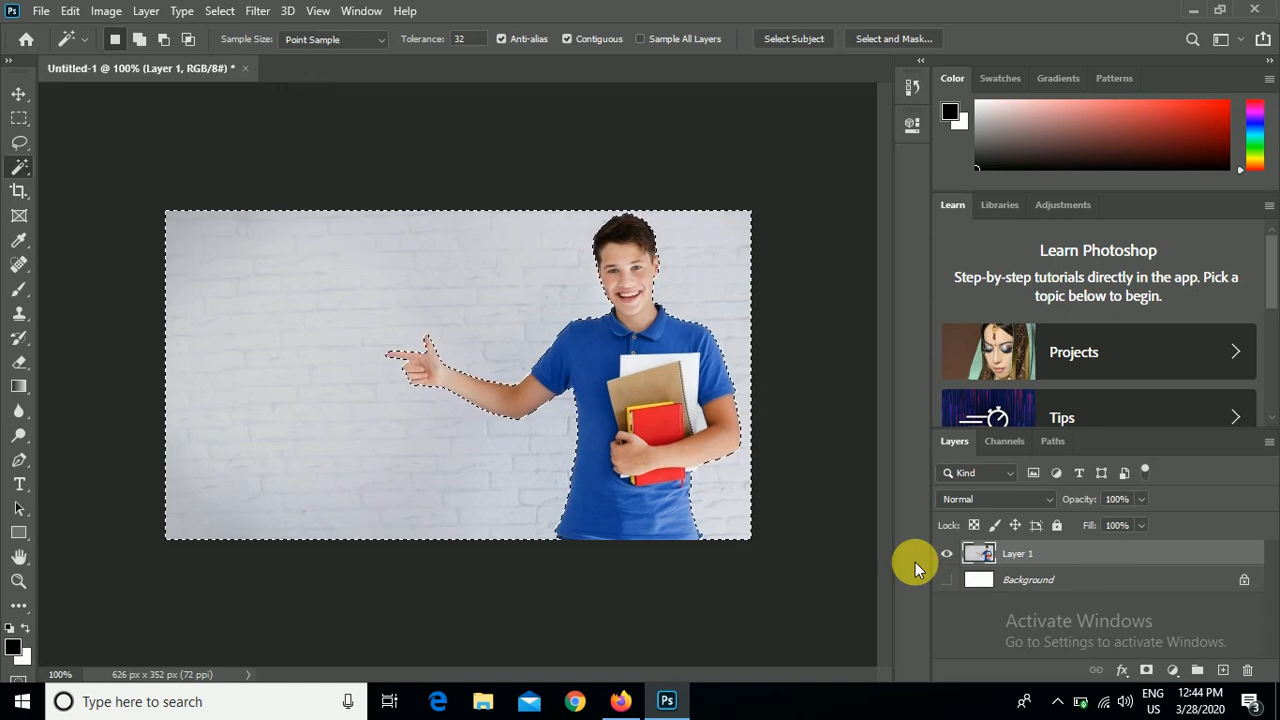 Ps File Edit Image Layer Type Select Filter 3D View Window Help
Sample Size: Point Sample Tolerance: 32 Anti-alias Contiguous Sample All Layers Select Subject Select and Mask...
Untitled-1 @ 100% (Layer 1, RGB/8#) * ×
Color Swatches Gradients Patterns
Learn Libraries Adjustments
Learn Photoshop
Step-by-step tutorials directly in the app. Pick a
topic below to begin.
Projects
Tips
Layers Channels Paths
Kind
Normal Opacity: 100%
Lock: Fill: 100%
Layer 1
Background
Activate Windows
Go to Settings to activate Windows.
100% 626 px x 352 px (72 ppi)
Type here to search
Ps
ENG
US
12:44 PM
3/28/2020
3